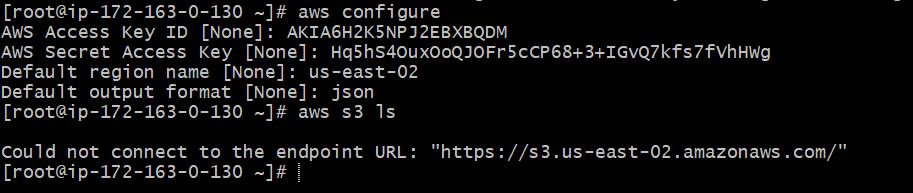 [root@ip-172-163-0-130 ~]# aws configure
AWS Access Key ID [None]: AKIA6H2K5NPJ2EBXBQDM
AWS Secret Access Key [None]: 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
Default region name [None]: us-east-02
Default output format [None]: json
[root@ip-172-163-0-130 ~]# aws s3 ls
Could not connect to the endpoint URL: "https://s3.us-east-02.amazonaws.com/"
[root@ip-172-163-0-130 ~]#